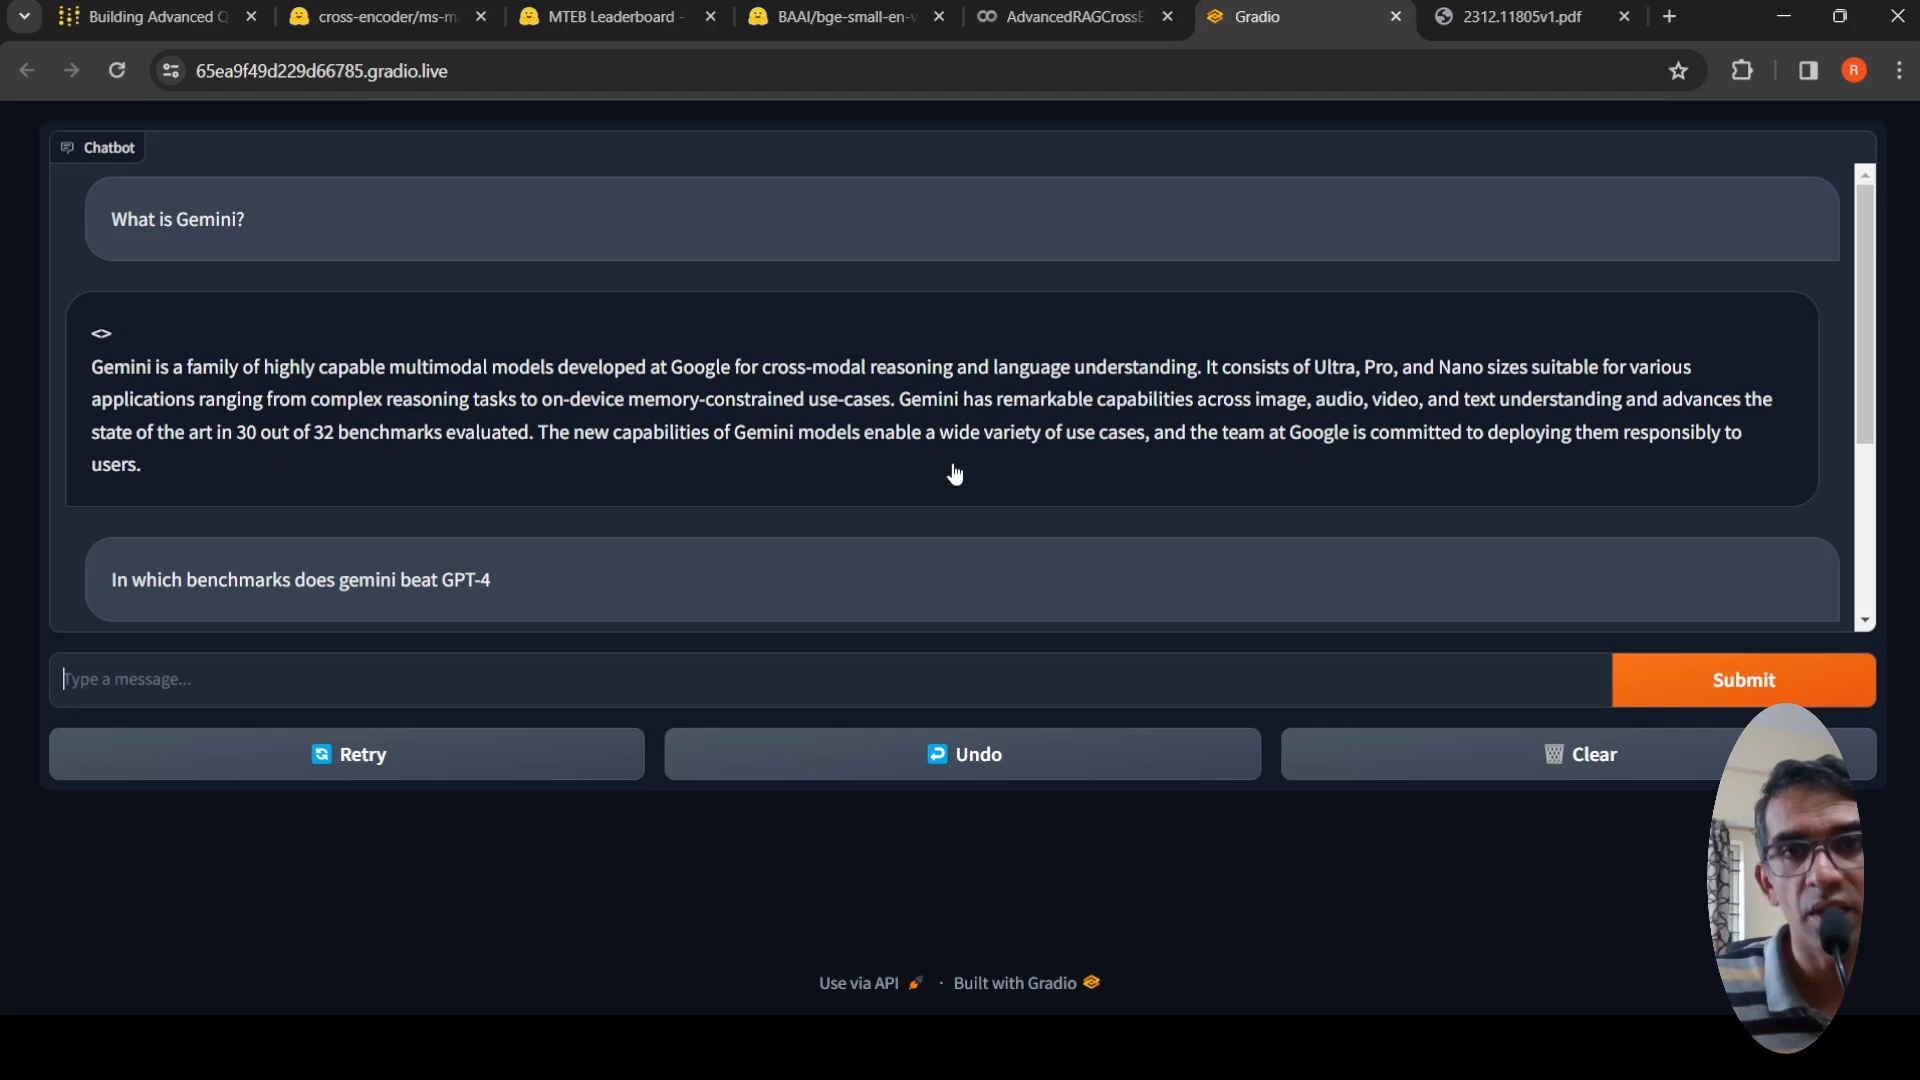 Building Advanced Q
cross-encoder/ms-m
MTEB Leaderboard -
BAAI/bge-small-en-v
AdvancedRAGCrossE
Gradio
2312.11805v1.pdf
65ea9f49d229d66785.gradio.live
R
Chatbot
What is Gemini?
<>
Gemini is a family of highly capable multimodal models developed at Google for cross-modal reasoning and language understanding. It consists of Ultra, Pro, and Nano sizes suitable for various
applications ranging from complex reasoning tasks to on-device memory-constrained use-cases. Gemini has remarkable capabilities across image, audio, video, and text understanding and advances the
state of the art in 30 out of 32 benchmarks evaluated. The new capabilities of Gemini models enable a wide variety of use cases, and the team at Google is committed to deploying them responsibly to
users.
In which benchmarks does gemini beat GPT-4
Type a message...
Submit
Retry
Undo
Clear
Use via API · Built with Gradio